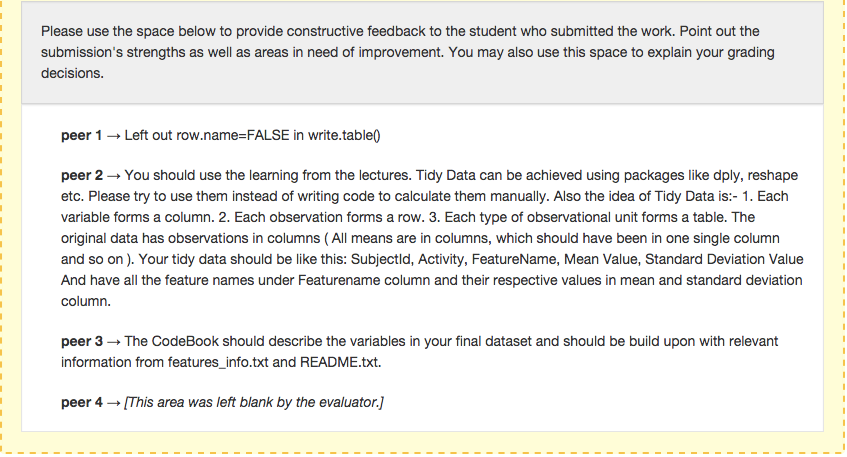 Please use the space below to provide constructive feedback to the student who submitted the work. Point out the
submission's strengths as well as areas in need of improvement. You may also use this space to explain your grading
decisions.
peer 1 → Left out row.name=FALSE in write.table()
peer 2 → You should use the learning from the lectures. Tidy Data can be achieved using packages like dply, reshape
etc. Please try to use them instead of writing code to calculate them manually. Also the idea of Tidy Data is:- 1. Each
variable forms a column. 2. Each observation forms a row. 3. Each type of observational unit forms a table. The
original data has observations in columns ( All means are in columns, which should have been in one single column
and so on ). Your tidy data should be like this: SubjectId, Activity, FeatureName, Mean Value, Standard Deviation Value
And have all the feature names under Featurename column and their respective values in mean and standard deviation
column.
peer 3 → The CodeBook should describe the variables in your final dataset and should be build upon with relevant
information from features_info.txt and README.txt.
peer 4 → [This area was left blank by the evaluator.]